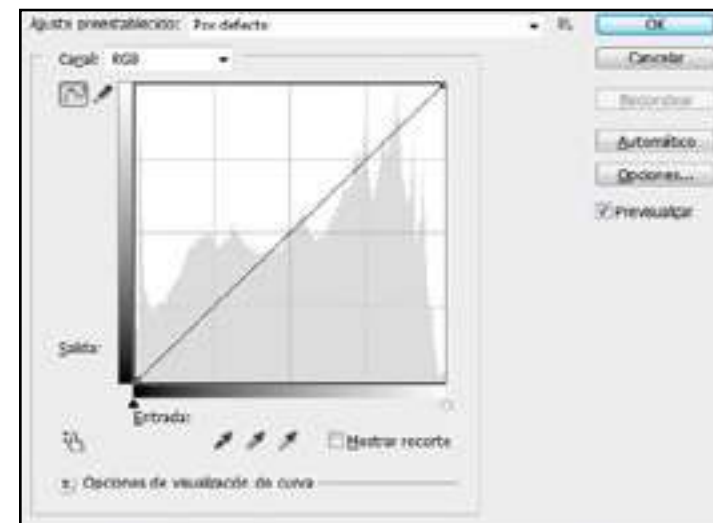 Ajuste preestablecido: Por defecto
OK
Canal: RGB
Cancelar
Automático
Opciones...
Previsualizar
Salida:
Entrada:
Mostrar recorte
Opciones de visualización de curva